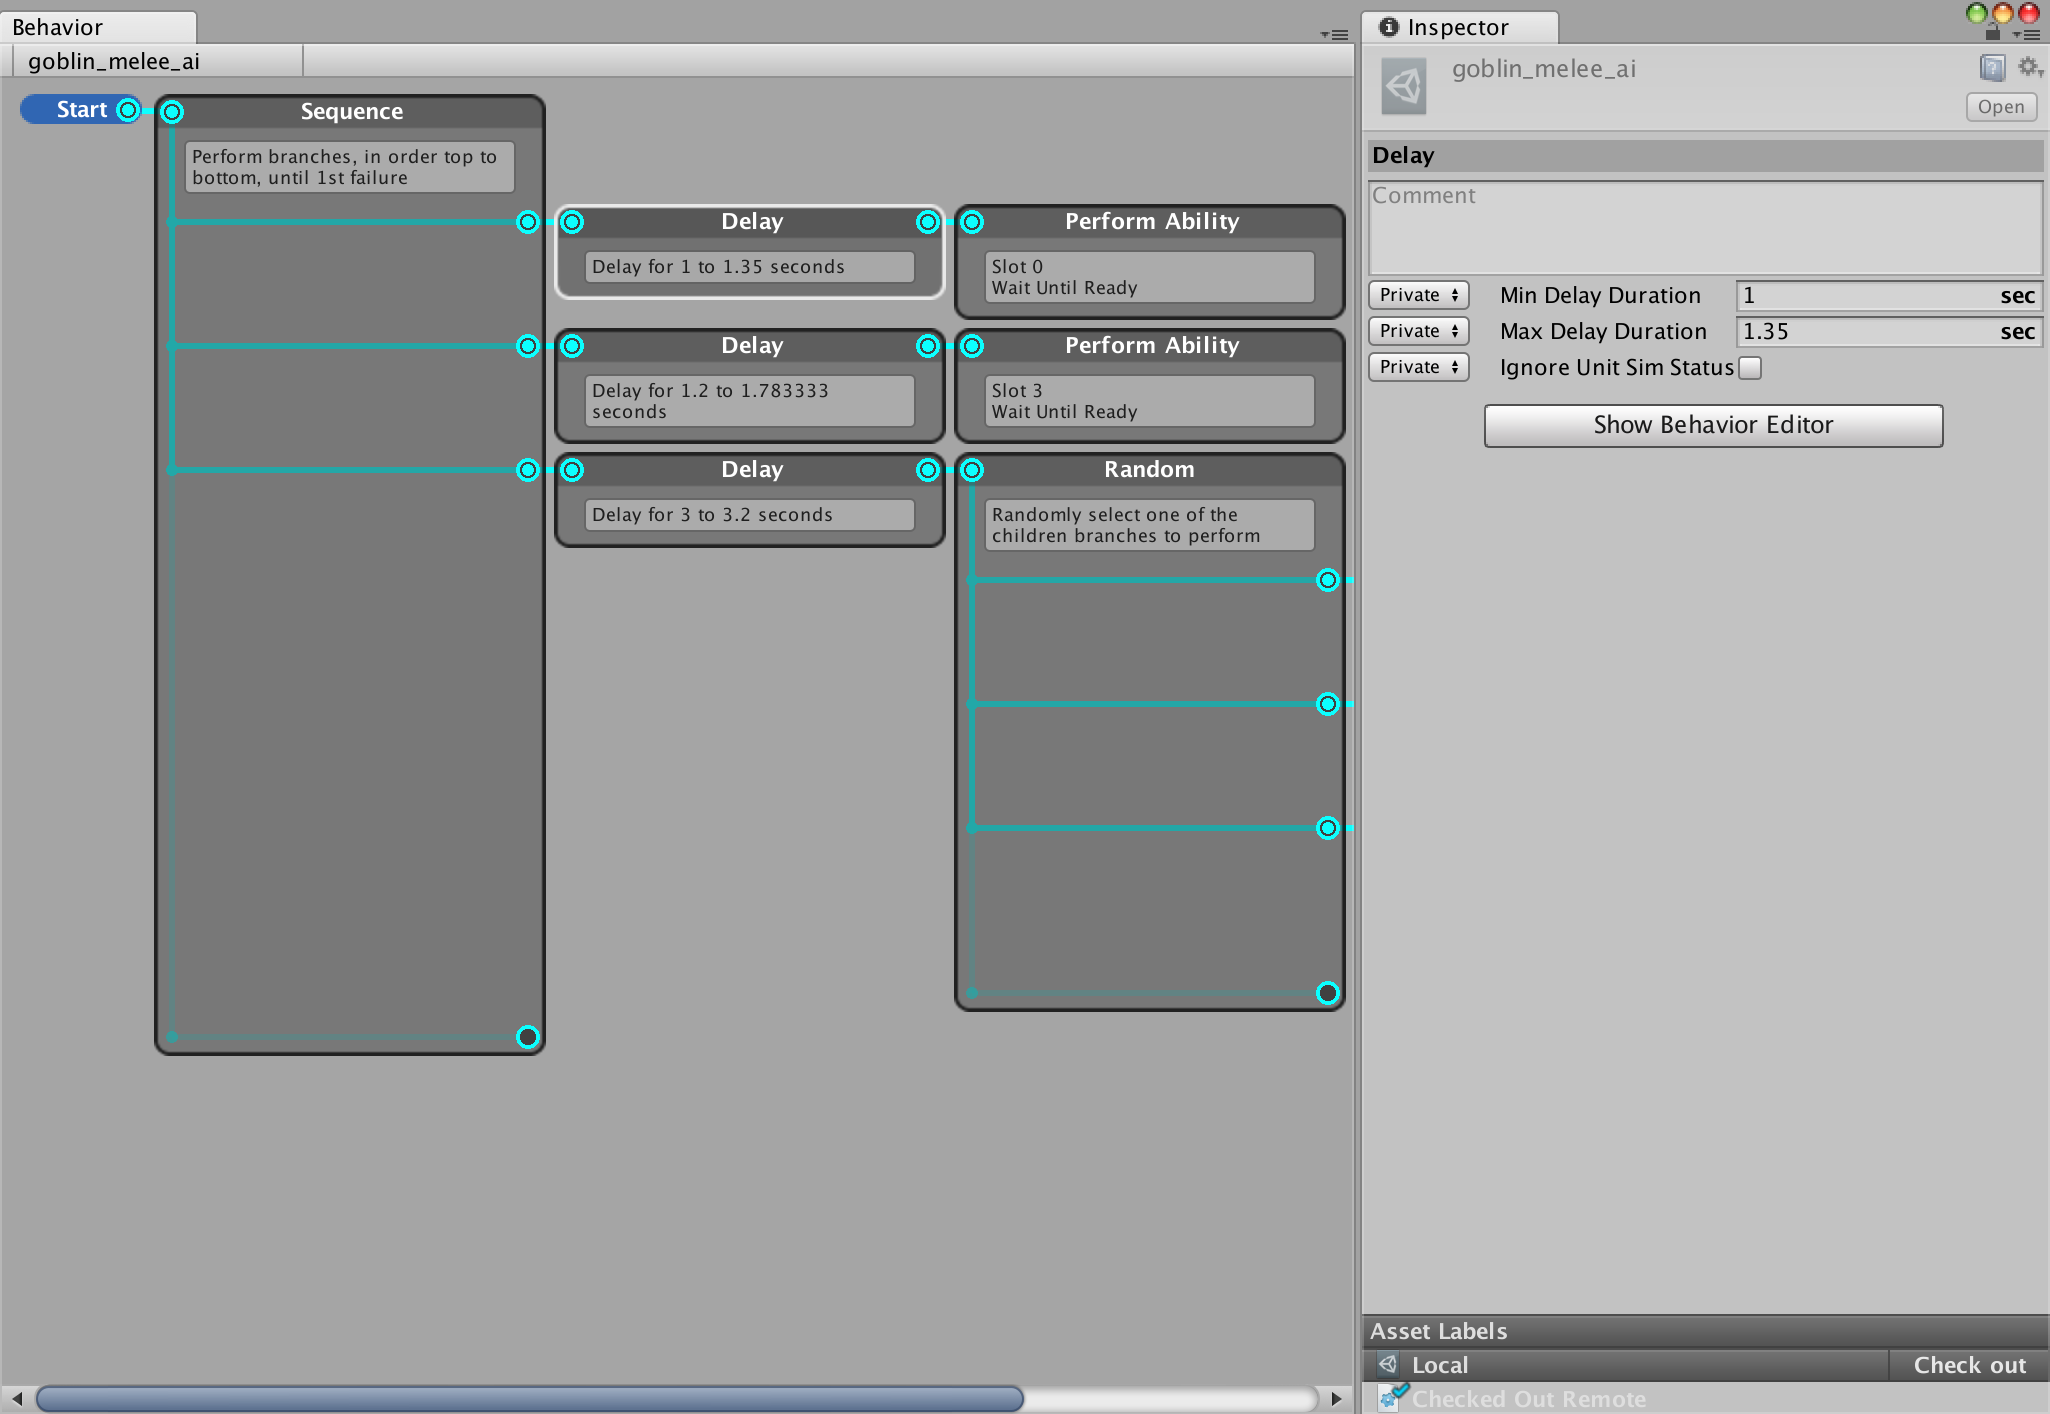 Behavior
goblin_melee_ai
Start
Sequence
Perform branches, in order top to
bottom, until 1st failure
Delay
Delay for 1 to 1.35 seconds
Perform Ability
Slot 0
Wait Until Ready
Delay
Delay for 1.2 to 1.783333
seconds
Perform Ability
Slot 3
Wait Until Ready
Delay
Delay for 3 to 3.2 seconds
Random
Randomly select one of the
children branches to perform
Inspector
goblin_melee_ai
Open
Delay
Comment
Private Min Delay Duration 1 sec
Private Max Delay Duration 1.35 sec
Private Ignore Unit Sim Status
Show Behavior Editor
Asset Labels
Local Check out
Checked Out Remote